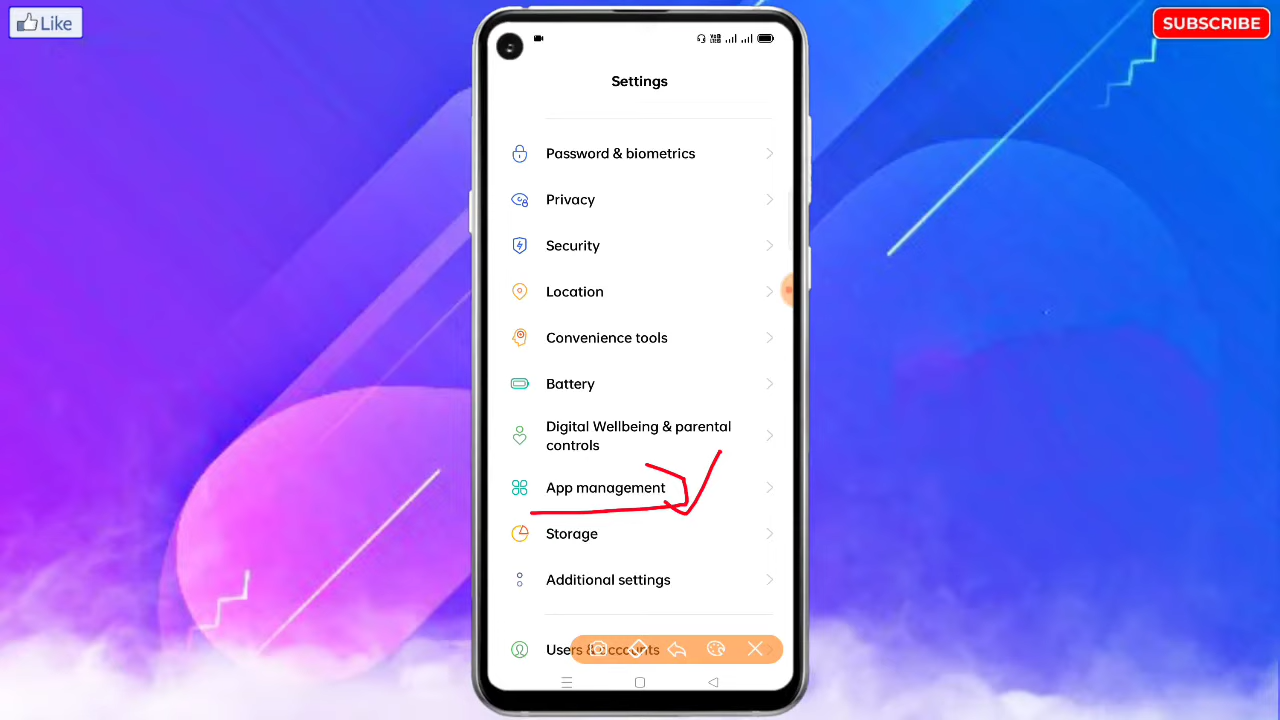 Like
SUBSCRIBE
Settings
Password & biometrics
Privacy
Security
Location
Convenience tools
Battery
Digital Wellbeing & parental
controls
App management
Storage
Additional settings
Users & accounts